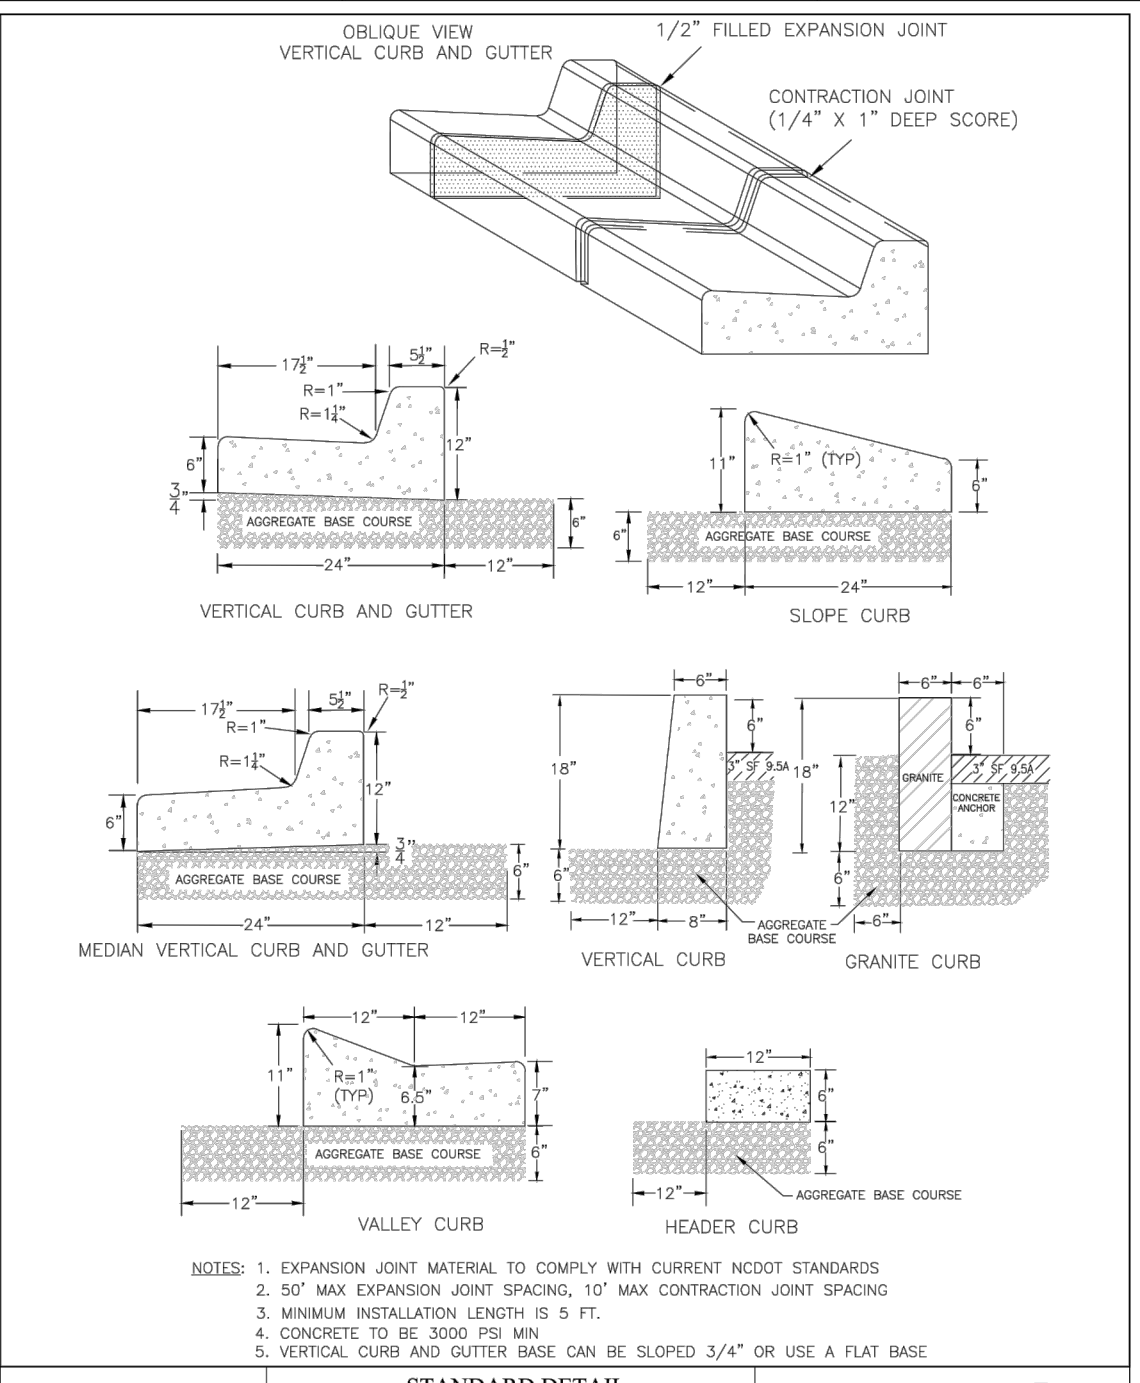 OBLIQUE VIEW
VERTICAL CURB AND GUTTER
1/2" FILLED EXPANSION JOINT
CONTRACTION JOINT
(1/4" X 1" DEEP SCORE)
17½"
5½"
R=½"
R=1"
R=1¼"
12"
6"
3/4"
AGGREGATE BASE COURSE
6"
24"
12"
VERTICAL CURB AND GUTTER
11"
R=1" (TYP)
6"
6"
AGGREGATE BASE COURSE
12"
24"
SLOPE CURB
17½"
5½"
R=½"
R=1"
R=1¼"
12"
6"
3/4"
AGGREGATE BASE COURSE
6"
24"
12"
MEDIAN VERTICAL CURB AND GUTTER
6"
6"
18"
3" SF 9.5A
6"
12"
8"
AGGREGATE
BASE COURSE
VERTICAL CURB
6"
6"
6"
18"
3" SF 9.5A
GRANITE
CONCRETE
ANCHOR
12"
6"
6"
GRANITE CURB
12"
12"
11"
R=1"
(TYP)
6.5"
7"
AGGREGATE BASE COURSE
6"
12"
VALLEY CURB
12"
6"
6"
12"
AGGREGATE BASE COURSE
HEADER CURB
NOTES: 1. EXPANSION JOINT MATERIAL TO COMPLY WITH CURRENT NCDOT STANDARDS
2. 50' MAX EXPANSION JOINT SPACING, 10' MAX CONTRACTION JOINT SPACING
3. MINIMUM INSTALLATION LENGTH IS 5 FT.
4. CONCRETE TO BE 3000 PSI MIN
5. VERTICAL CURB AND GUTTER BASE CAN BE SLOPED 3/4" OR USE A FLAT BASE
STANDARD DETAIL